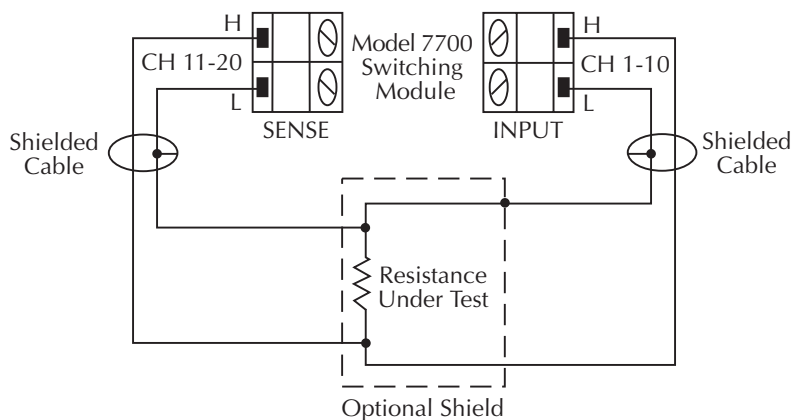 H
CH 11-20
L
SENSE
Model 7700
Switching
Module
H
CH 1-10
L
INPUT
Shielded
Cable
Shielded
Cable
Resistance
Under Test
Optional Shield